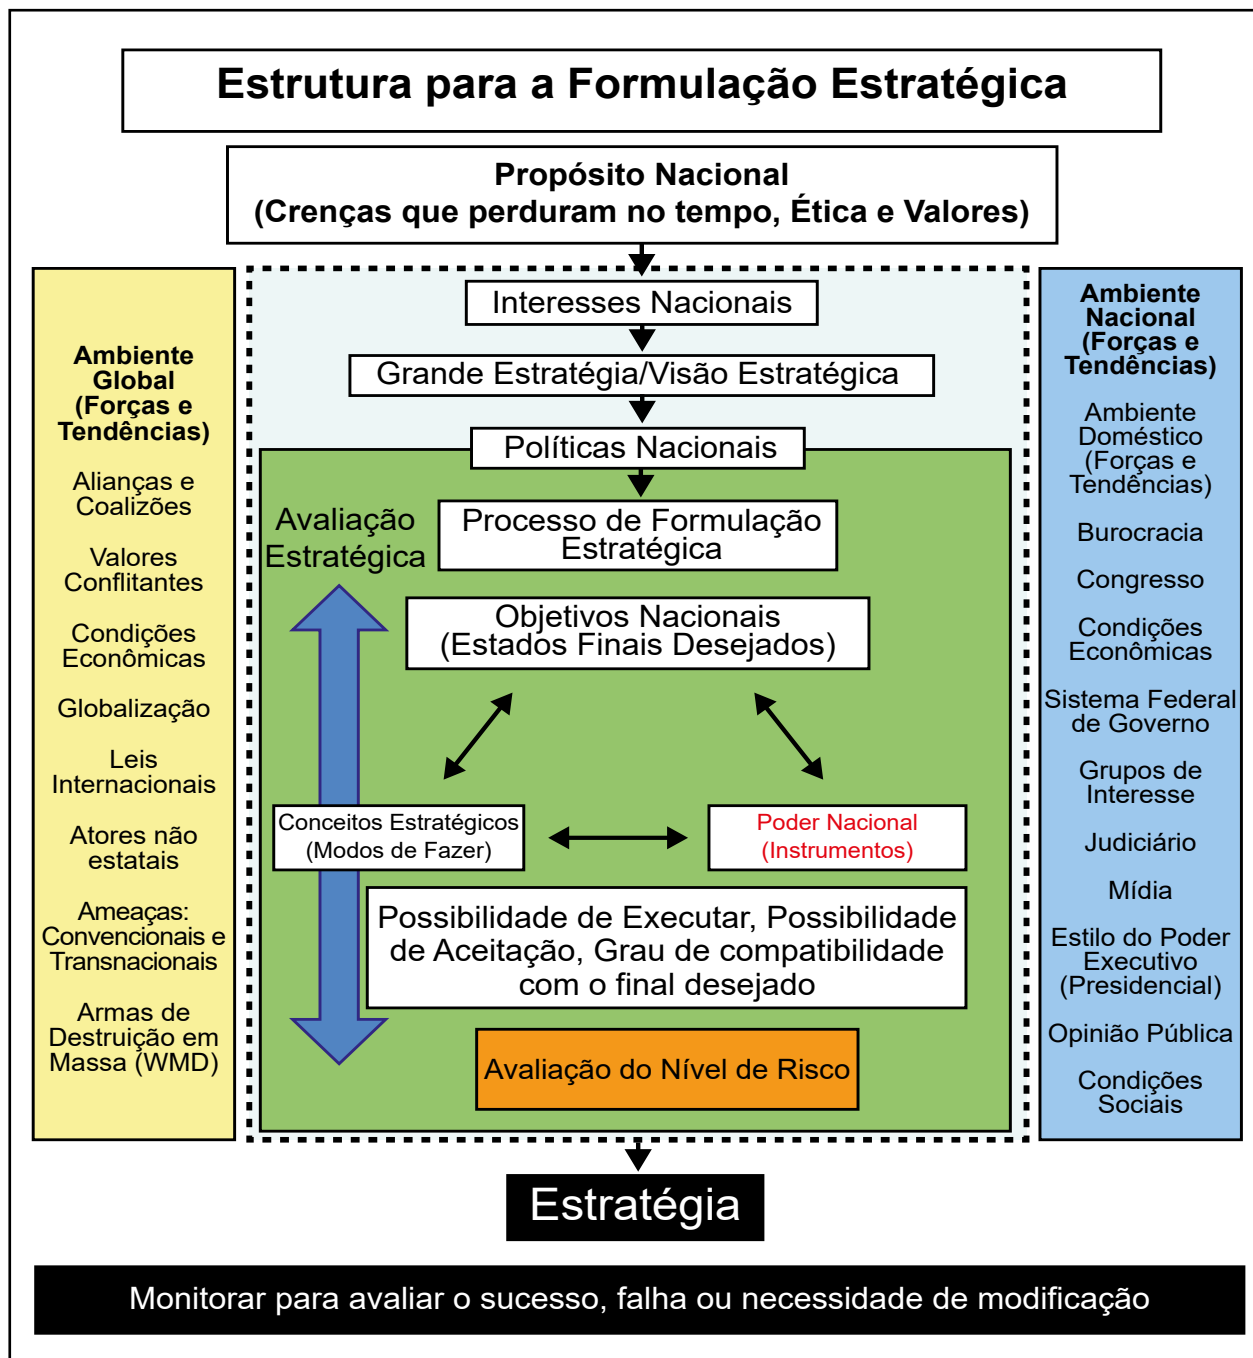 Estrutura para a Formulação Estratégica
Propósito Nacional
(Crenças que perduram no tempo, Ética e Valores)
Ambiente
Global
(Forças e
Tendências)
Alianças e
Coalizões
Valores
Conflitantes
Condições
Econômicas
Globalização
Leis
Internacionais
Atores não
estatais
Ameaças:
Convencionais e
Transnacionais
Armas de
Destruição em
Massa (WMD)
Interesses Nacionais
Grande Estratégia/Visão Estratégica
Políticas Nacionais
Avaliação
Estratégica
Processo de Formulação
Estratégica
Objetivos Nacionais
(Estados Finais Desejados)
Conceitos Estratégicos
(Modos de Fazer)
Poder Nacional
(Instrumentos)
Possibilidade de Executar, Possibilidade
de Aceitação, Grau de compatibilidade
com o final desejado
Avaliação do Nível de Risco
Ambiente
Nacional
(Forças e
Tendências)
Ambiente
Doméstico
(Forças e
Tendências)
Burocracia
Congresso
Condições
Econômicas
Sistema Federal
de Governo
Grupos de
Interesse
Judiciário
Mídia
Estilo do Poder
Executivo
(Presidencial)
Opinião Pública
Condições
Sociais
Estratégia
Monitorar para avaliar o sucesso, falha ou necessidade de modificação